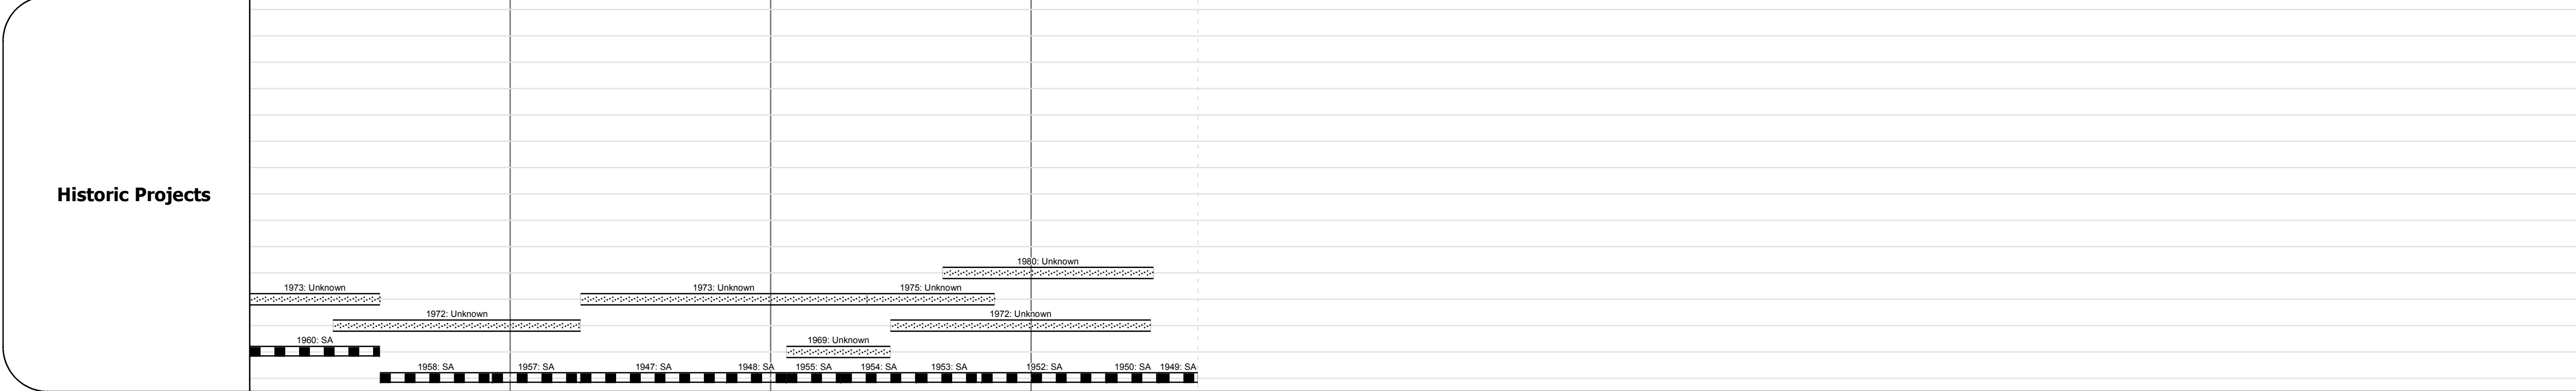 Historic Projects
1980: Unknown
1973: Unknown 1973: Unknown 1975: Unknown
1972: Unknown 1972: Unknown
1960: SA 1969: Unknown
1958: SA 1957: SA 1947: SA 1948: SA 1955: SA 1954: SA 1953: SA 1952: SA 1950: SA 1949: SA